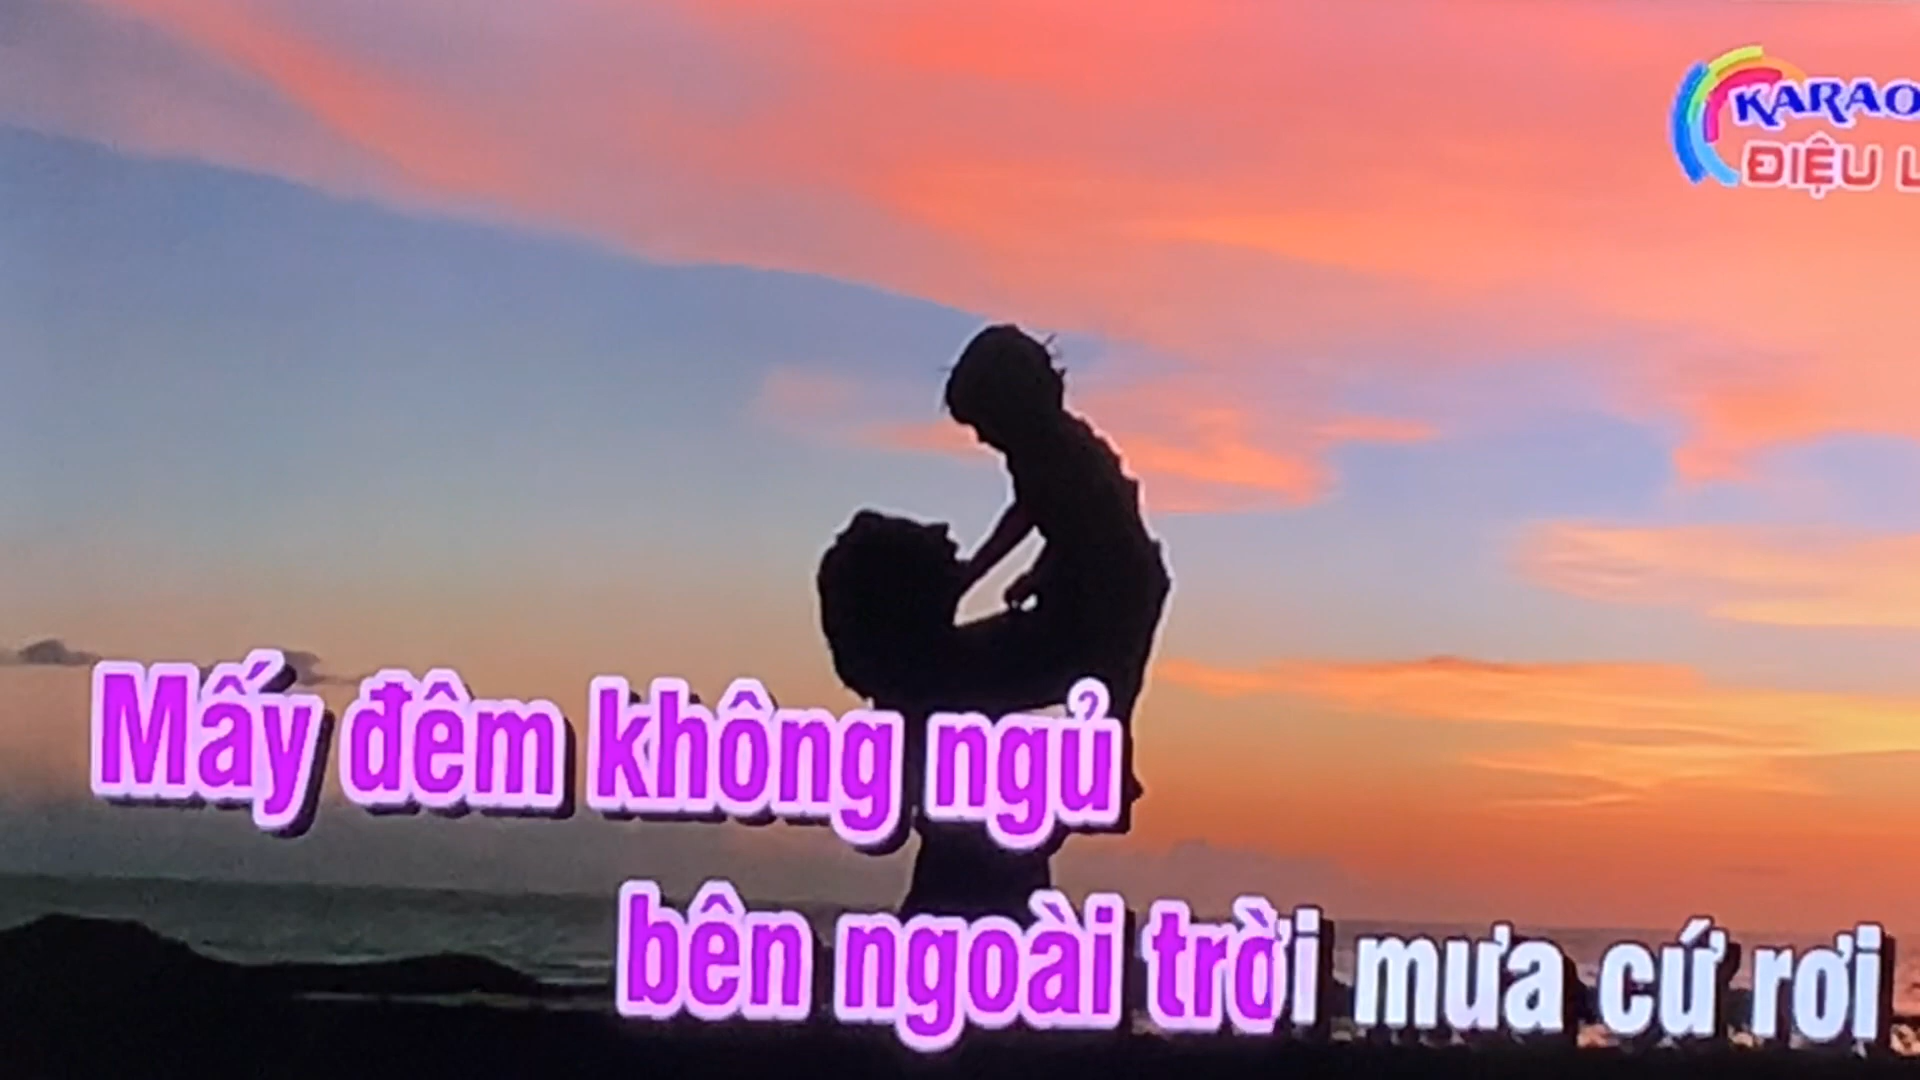 KARAO
ĐIỆU L
Mấy đêm không ngủ
bên ngoài trời mưa cứ rơi